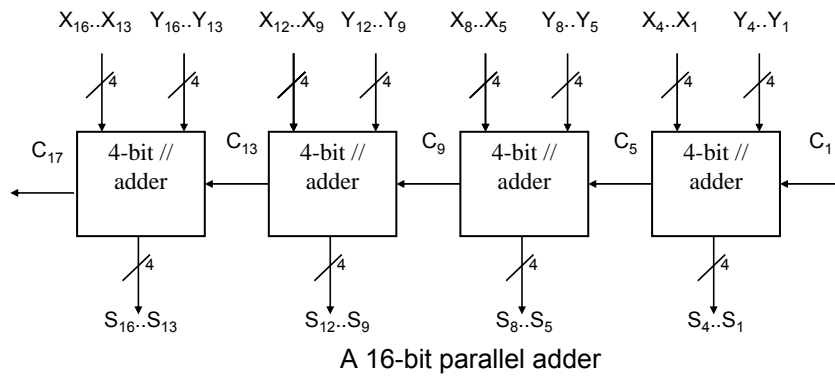 X16..X13 Y16..Y13 X12..X9 Y12..Y9 X8..X5 Y8..Y5 X4..X1 Y4..Y1
4 4 4 4 4 4 4 4
C17 4-bit // C13 4-bit // C9 4-bit // C5 4-bit // C1
adder adder adder adder
4 4 4 4
S16..S13 S12..S9 S8..S5 S4..S1
A 16-bit parallel adder